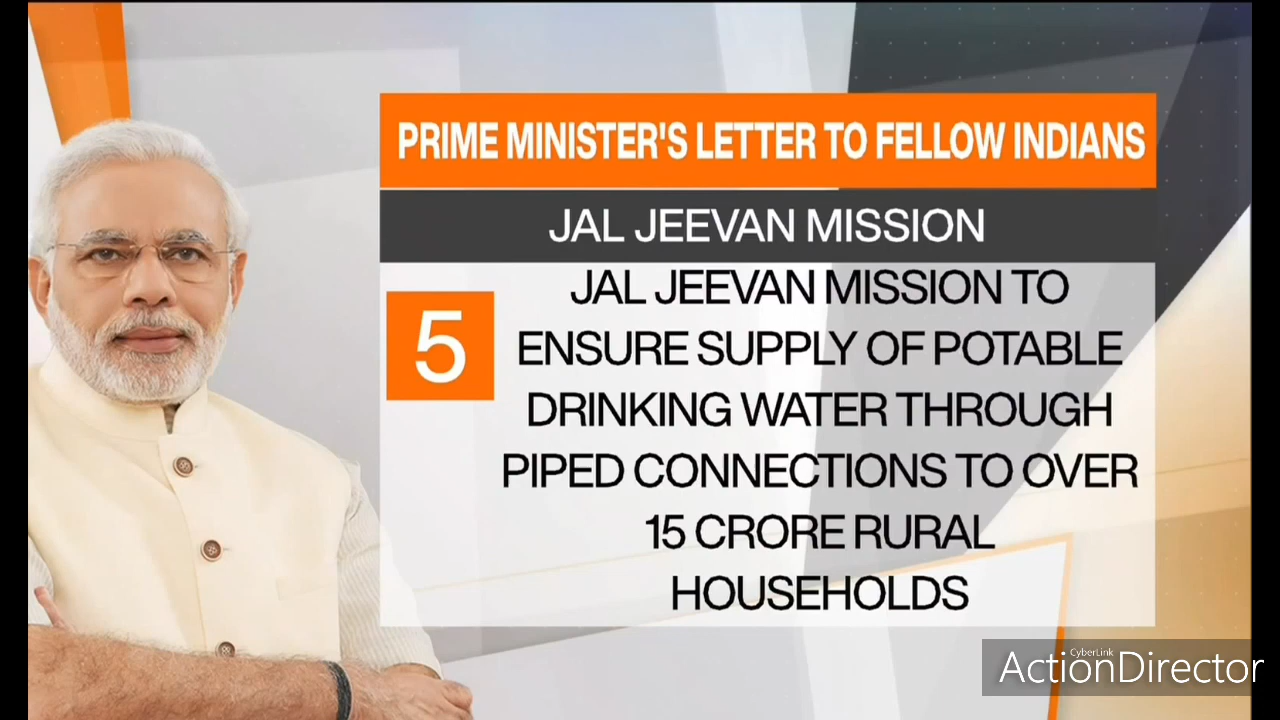 PRIME MINISTER'S LETTER TO FELLOW INDIANS
JAL JEEVAN MISSION
5
JAL JEEVAN MISSION TO
ENSURE SUPPLY OF POTABLE
DRINKING WATER THROUGH
PIPED CONNECTIONS TO OVER
15 CRORE RURAL
HOUSEHOLDS
CyberLink
ActionDirector